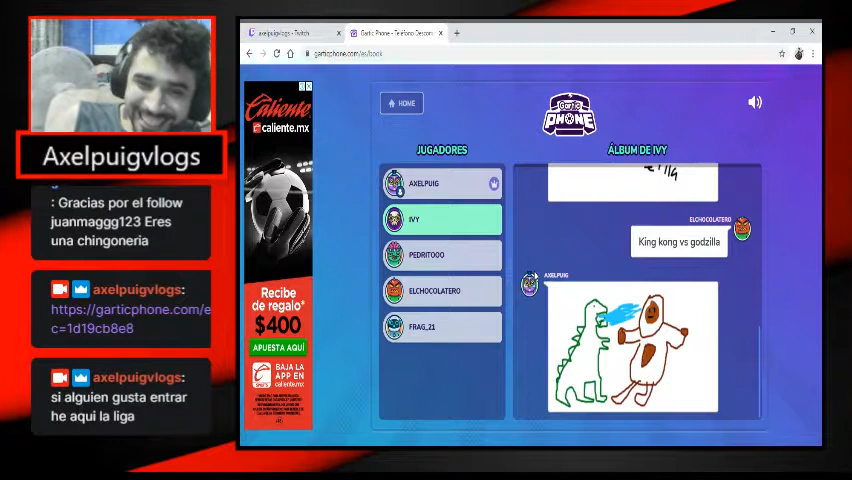 Axelpuigvlogs
: Gracias por el follow
juanmaggg123 Eres
una chingoneria
axelpuigvlogs:
https://garticphone.com/e
c=1d19cb8e8
axelpuigvlogs:
si alguien gusta entrar
he aqui la liga
axelpuigvlogs - Twitch
Gartic Phone - Teléfono Descom
garticphone.com/es/book
Caliente
caliente.mx
Recibe
de regalo*
$400
APUESTA AQUÍ
BAJA LA
APP EN
caliente.mx
HOME
Gartic
PHONE
JUGADORES
AXELPUIG
IVY
PEDRITOOO
ELCHOCOLATERO
FRAG_21
ÁLBUM DE IVY
ELCHOCOLATERO
King kong vs godzilla
AXELPUIG